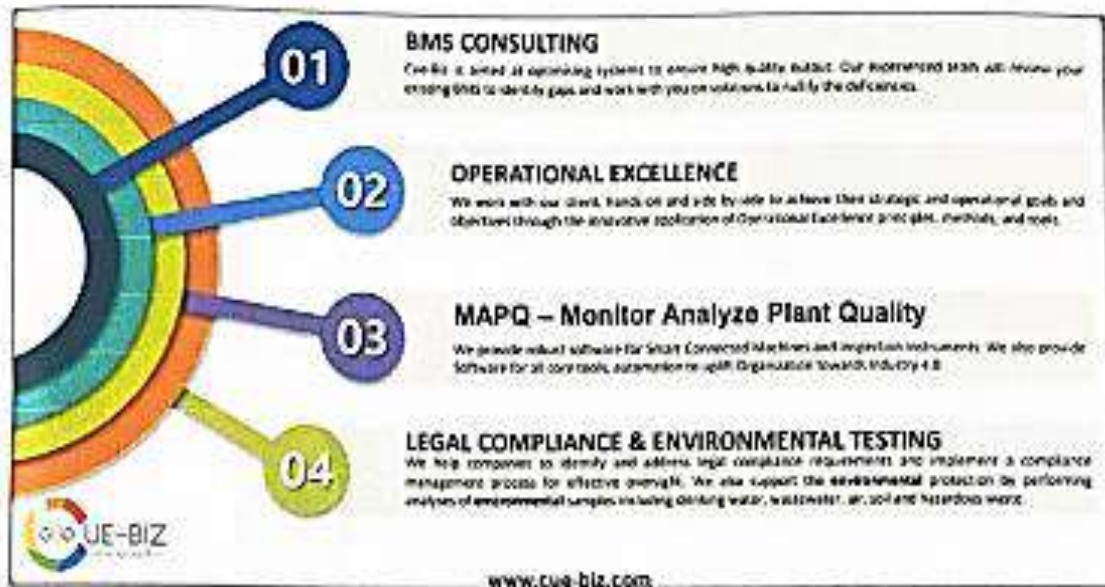 01
BMS CONSULTING
Cue-Biz is aimed at optimising systems to ensure high quality output. Our experienced team will review your
existing BMS to identify gaps and work with you on solutions to nullify the deficiencies.
02
OPERATIONAL EXCELLENCE
We work with our client, hands-on and side by side to achieve their strategic and operational goals and
objectives through the innovative application of Operational Excellence principles, methods, and tools.
03
MAPQ – Monitor Analyze Plant Quality
We provide robust software for Smart Connected Machines and Inspection Instruments. We also provide
Software for all core tools, automation to uplift Organization towards Industry 4.0
04
LEGAL COMPLIANCE & ENVIRONMENTAL TESTING
We help companies to identify and address legal compliance requirements and implement a compliance
management process for effective oversight. We also support the environmental protection by performing
analyses of environmental samples including drinking water, wastewater, air, soil and hazardous waste.
CUE-BIZ
www.cue-biz.com